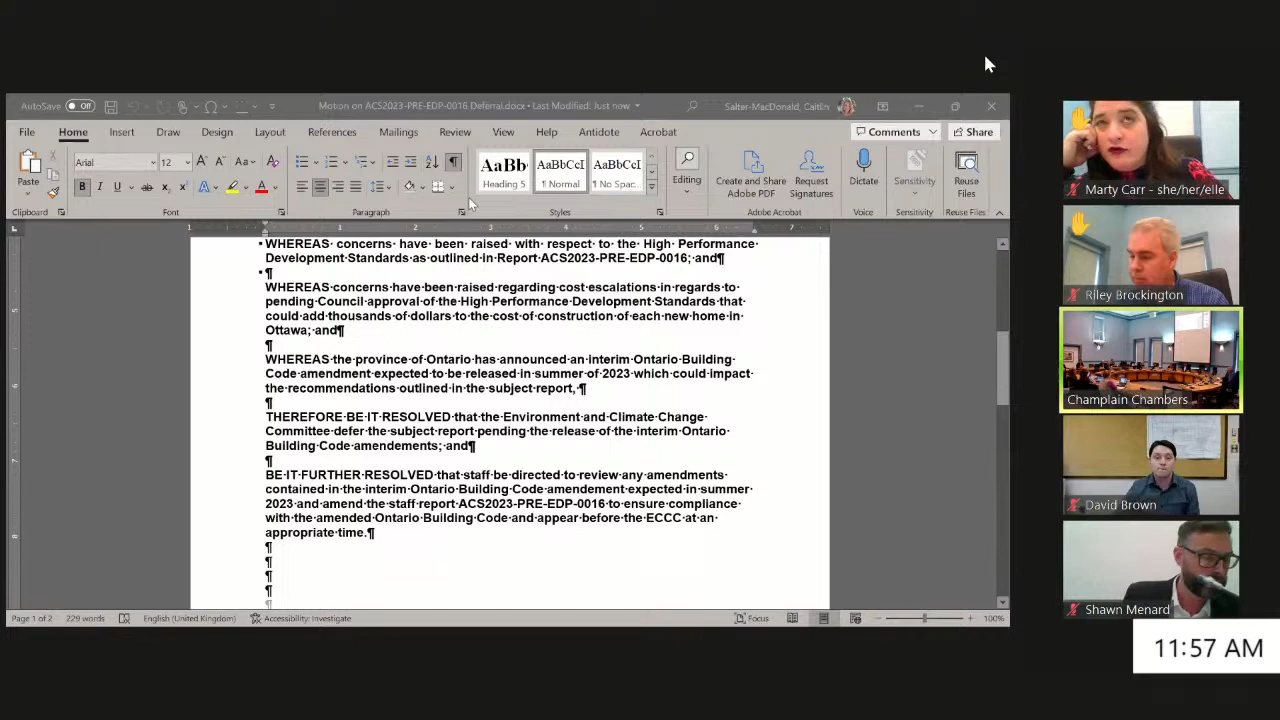 AutoSave Off
Motion on ACS2023-PRE-EDP-0016 Deferral.docx • Last Modified: Just now
Salter-MacDonald, Caitlin
File Home Insert Draw Design Layout References Mailings Review View Help Antidote Acrobat
Comments Share
Paste
Clipboard
Arial 12
Font
Paragraph
AaBb Heading 5
AaBbCcI ¶ Normal
AaBbCcI ¶ No Spac...
Styles
Editing
Create and Share Adobe PDF
Request Signatures
Adobe Acrobat
Dictate
Voice
Sensitivity
Sensitivity
Reuse Files
Reuse Files
1 1 2 3 4 5 6 7
WHEREAS concerns have been raised with respect to the High Performance
Development Standards as outlined in Report ACS2023-PRE-EDP-0016; and¶
¶
WHEREAS concerns have been raised regarding cost escalations in regards to
pending Council approval of the High Performance Development Standards that
could add thousands of dollars to the cost of construction of each new home in
Ottawa; and¶
¶
WHEREAS the province of Ontario has announced an interim Ontario Building
Code amendment expected to be released in summer of 2023 which could impact
the recommendations outlined in the subject report, ¶
¶
THEREFORE BE IT RESOLVED that the Environment and Climate Change
Committee defer the subject report pending the release of the interim Ontario
Building Code amendements; and¶
¶
BE IT FURTHER RESOLVED that staff be directed to review any amendments
contained in the interim Ontario Building Code amendement expected in summer
2023 and amend the staff report ACS2023-PRE-EDP-0016 to ensure compliance
with the amended Ontario Building Code and appear before the ECCC at an
appropriate time.¶
¶
¶
¶
¶
¶
5
6
7
8
Page 1 of 2 229 words English (United Kingdom) Accessibility: Investigate
Focus 100%
Marty Carr - she/her/elle
Riley Brockington
Champlain Chambers
David Brown
Shawn Menard
11:57 AM